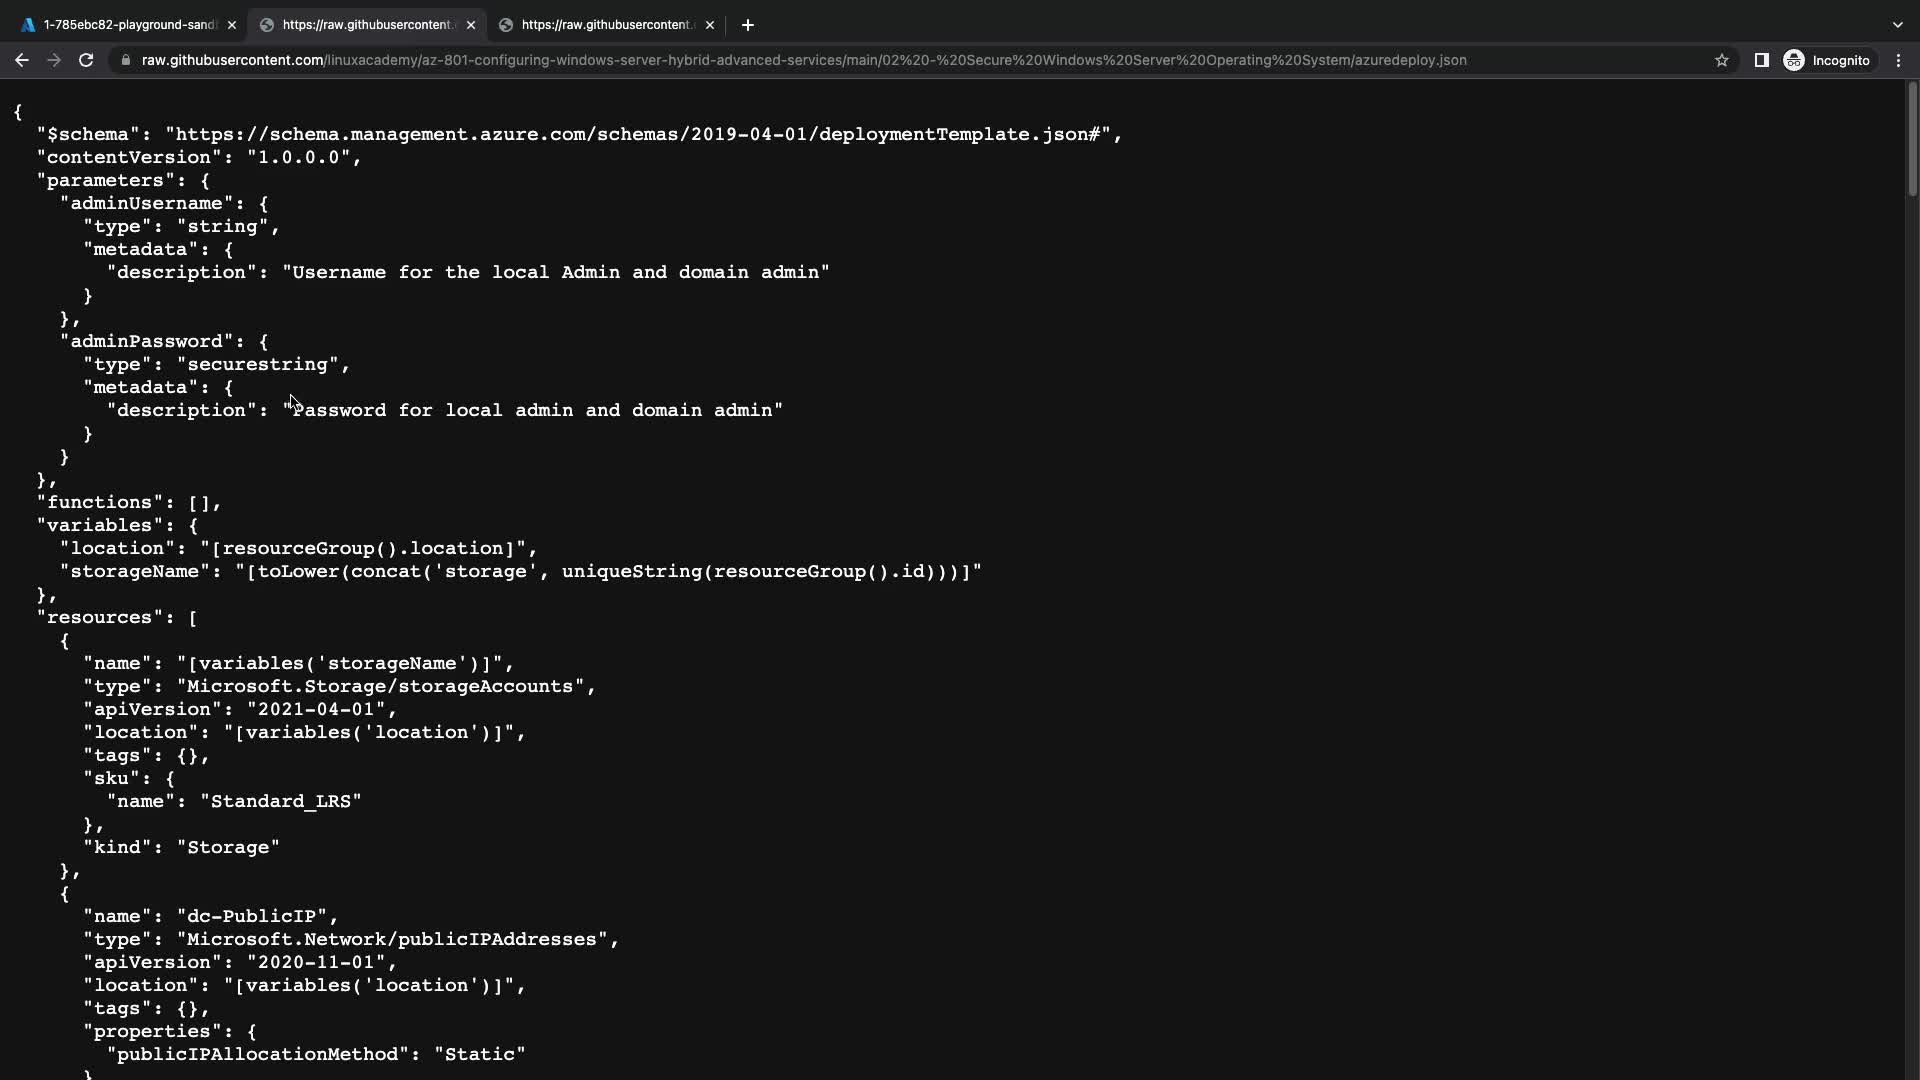 1-785ebc82-playground-sand
https://raw.githubusercontent.
https://raw.githubusercontent.
raw.githubusercontent.com/linuxacademy/az-801-configuring-windows-server-hybrid-advanced-services/main/02%20-%20Secure%20Windows%20Server%20Operating%20System/azuredeploy.json
Incognito
{
  "$schema": "https://schema.management.azure.com/schemas/2019-04-01/deploymentTemplate.json#",
  "contentVersion": "1.0.0.0",
  "parameters": {
    "adminUsername": {
      "type": "string",
      "metadata": {
        "description": "Username for the local Admin and domain admin"
      }
    },
    "adminPassword": {
      "type": "securestring",
      "metadata": {
        "description": "Password for local admin and domain admin"
      }
    }
  },
  "functions": [],
  "variables": {
    "location": "[resourceGroup().location]",
    "storageName": "[toLower(concat('storage', uniqueString(resourceGroup().id)))]"
  },
  "resources": [
    {
      "name": "[variables('storageName')]",
      "type": "Microsoft.Storage/storageAccounts",
      "apiVersion": "2021-04-01",
      "location": "[variables('location')]",
      "tags": {},
      "sku": {
        "name": "Standard_LRS"
      },
      "kind": "Storage"
    },
    {
      "name": "dc-PublicIP",
      "type": "Microsoft.Network/publicIPAddresses",
      "apiVersion": "2020-11-01",
      "location": "[variables('location')]",
      "tags": {},
      "properties": {
        "publicIPAllocationMethod": "Static"
      }